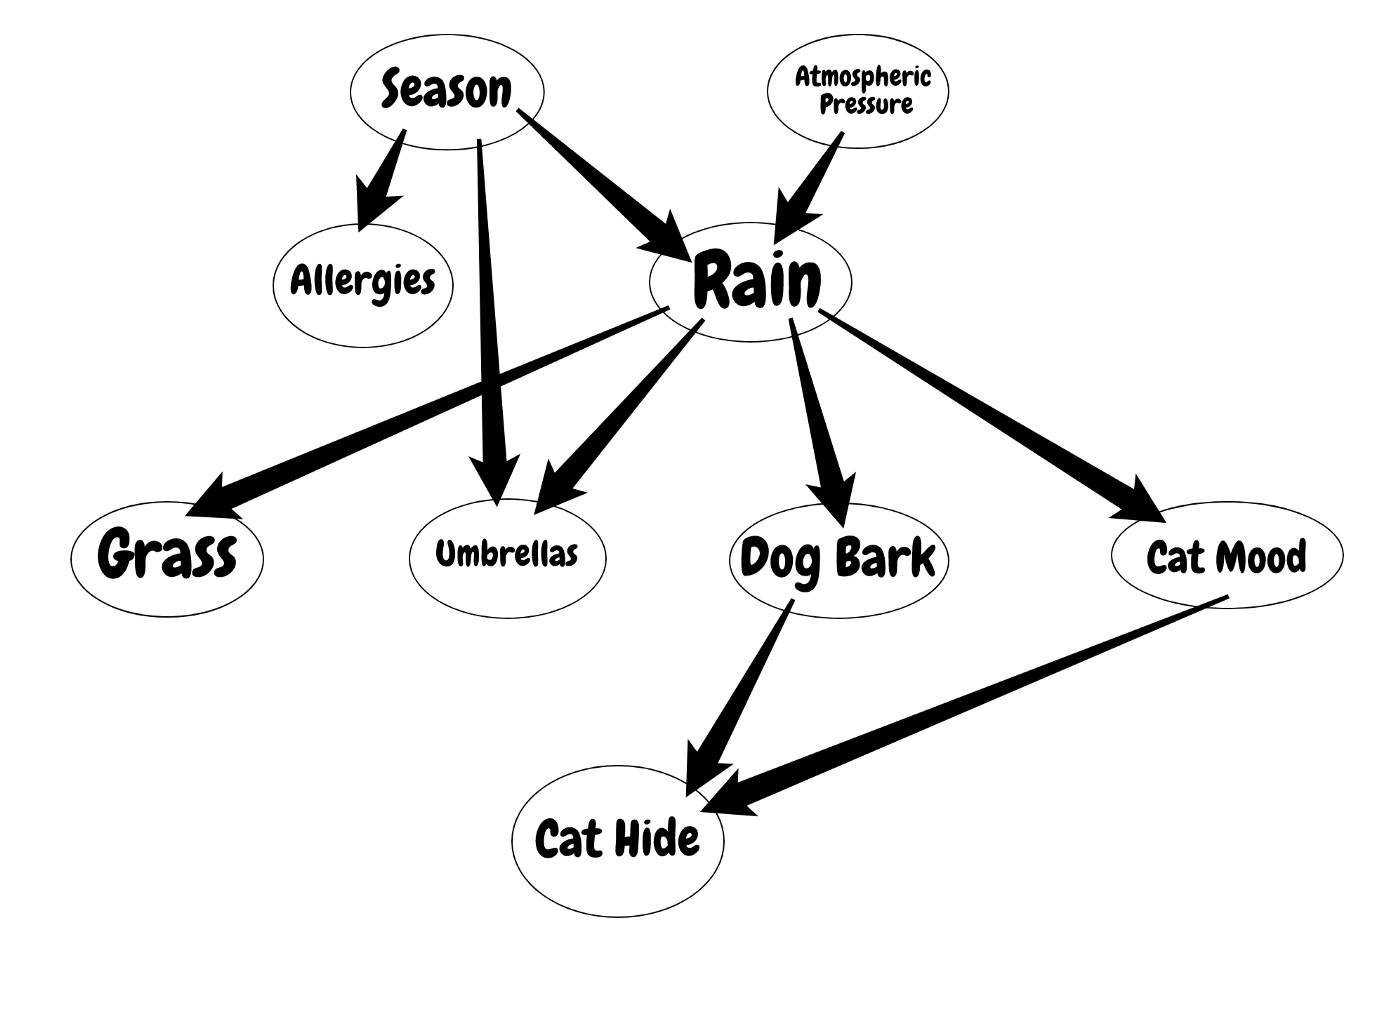 Season
Atmospheric
Pressure
Allergies
Rain
Grass
Umbrellas
Dog Bark
Cat Mood
Cat Hide